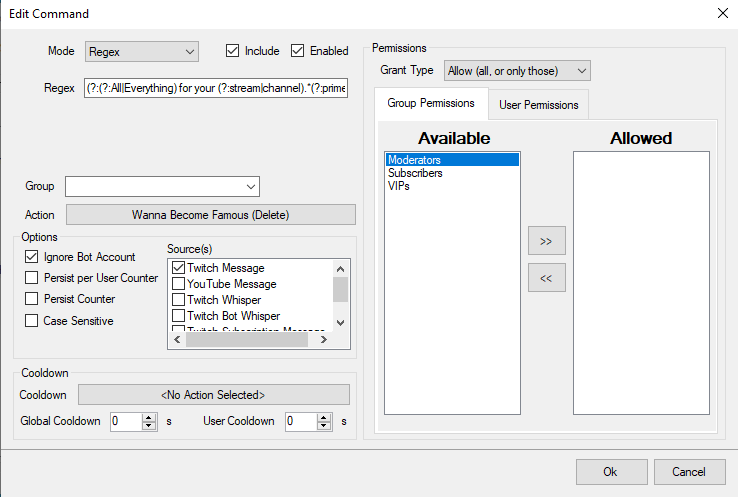 Edit Command
Mode
Regex
Include
Enabled
Regex
(?:(?:All|Everything) for your (?:stream|channel).*(?:prime
Group
Action
Wanna Become Famous (Delete)
Options
Ignore Bot Account
Persist per User Counter
Persist Counter
Case Sensitive
Source(s)
Twitch Message
YouTube Message
Twitch Whisper
Twitch Bot Whisper
Twitch Subscription Message
Cooldown
Cooldown
<No Action Selected>
Global Cooldown
0
s
User Cooldown
0
s
Permissions
Grant Type
Allow (all, or only those)
Group Permissions
User Permissions
Available
Allowed
Moderators
Subscribers
VIPs
>>
<<
Ok
Cancel